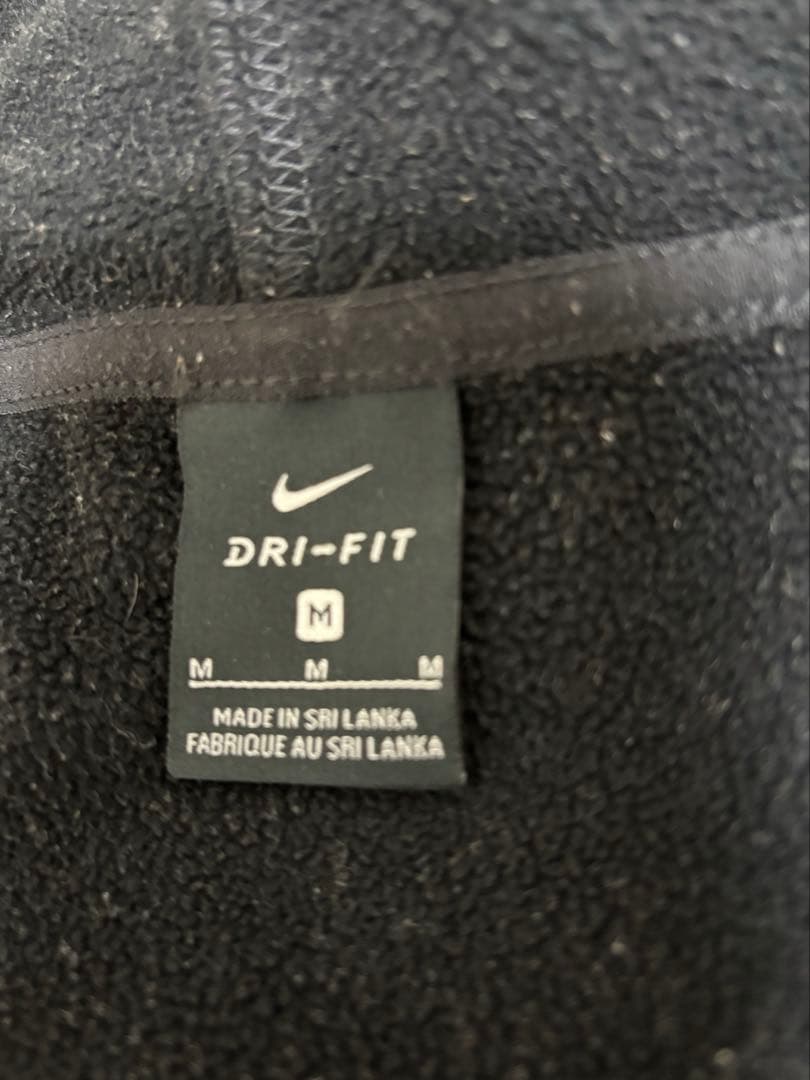 DRI-FIT
M
M M M
MADE IN SRI LANKA
FABRIQUE AU SRI LANKA